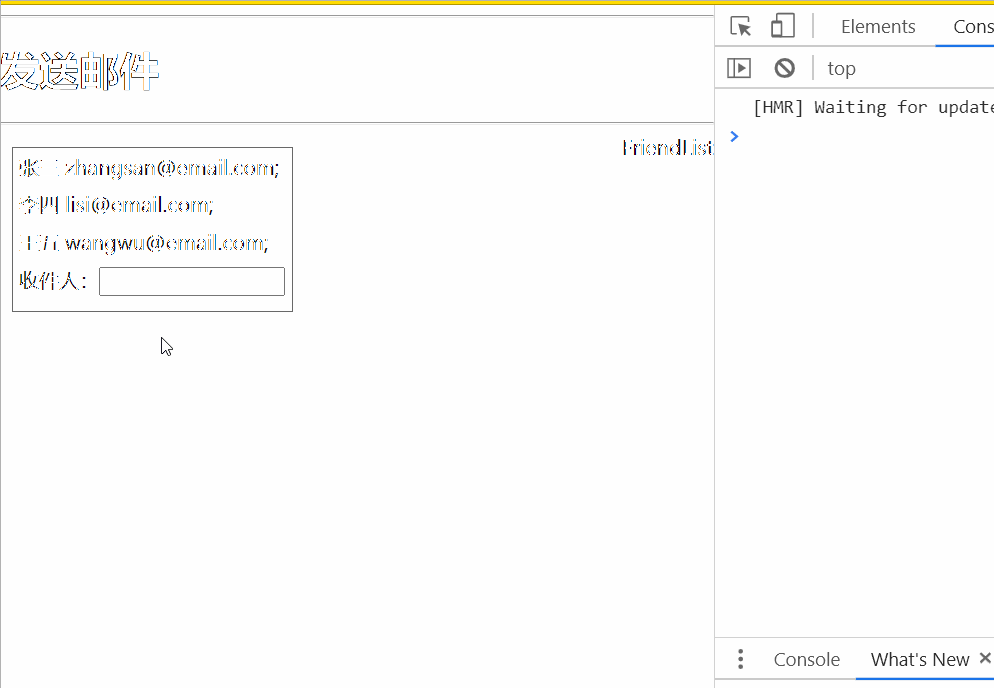 Elements Cons
top
[HMR] Waiting for update
发送邮件
FriendList
张三 zhangsan@email.com;
李四 lisi@email.com;
王五 wangwu@email.com;
收件人：
Console What's New